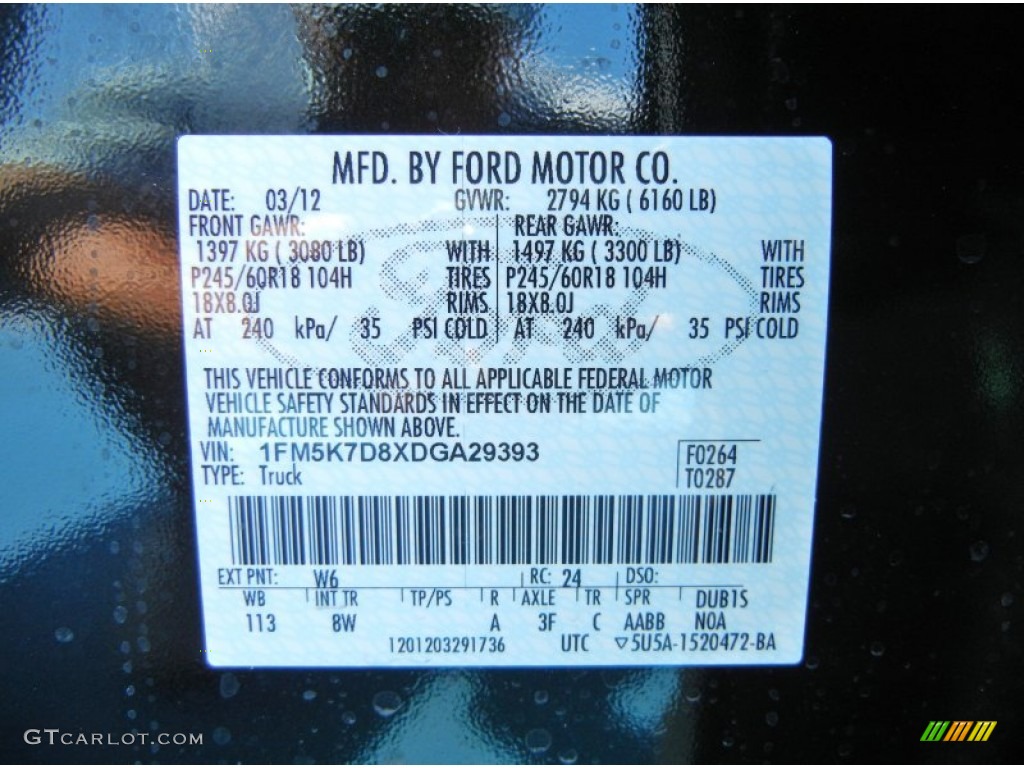 MFD. BY FORD MOTOR CO.
DATE: 03/12 GVWR: 2794 KG ( 6160 LB)
FRONT GAWR: REAR GAWR:
1397 KG ( 3080 LB) WITH 1497 KG ( 3300 LB) WITH
P245/60R18 104H TIRES P245/60R18 104H TIRES
18X8.0J RIMS 18X8.0J RIMS
AT 240 kPa/ 35 PSI COLD AT 240 kPa/ 35 PSI COLD
THIS VEHICLE CONFORMS TO ALL APPLICABLE FEDERAL MOTOR
VEHICLE SAFETY STANDARDS IN EFFECT ON THE DATE OF
MANUFACTURE SHOWN ABOVE.
VIN: 1FM5K7D8XDGA29393 F0264
TYPE: Truck T0287
EXT PNT: W6 RC: 24 DSO:
WB INT TR TP/PS R AXLE TR SPR DUB1S
113 8W A 3F C AABB NOA
1201203291736 UTC ▽5U5A-1520472-BA
GTCARLOT.COM